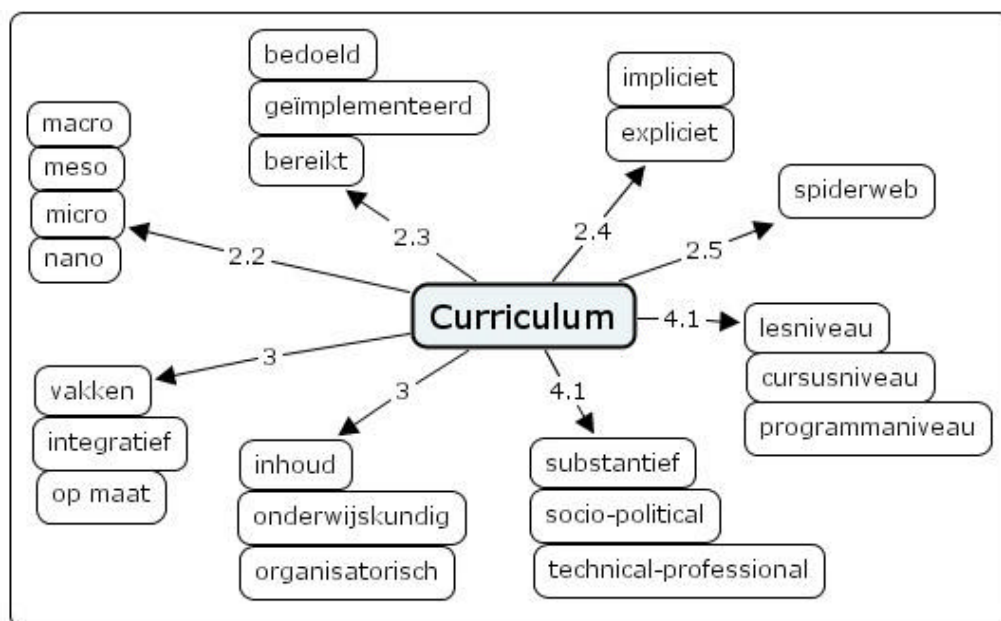 bedoeld
geïmplementeerd
bereikt
impliciet
expliciet
macro
meso
micro
nano
spiderweb
2.2
2.3
2.4
2.5
Curriculum
4.1
lesniveau
cursusniveau
programmaniveau
3
vakken
integratief
op maat
3
inhoud
onderwijskundig
organisatorisch
4.1
substantief
socio-political
technical-professional